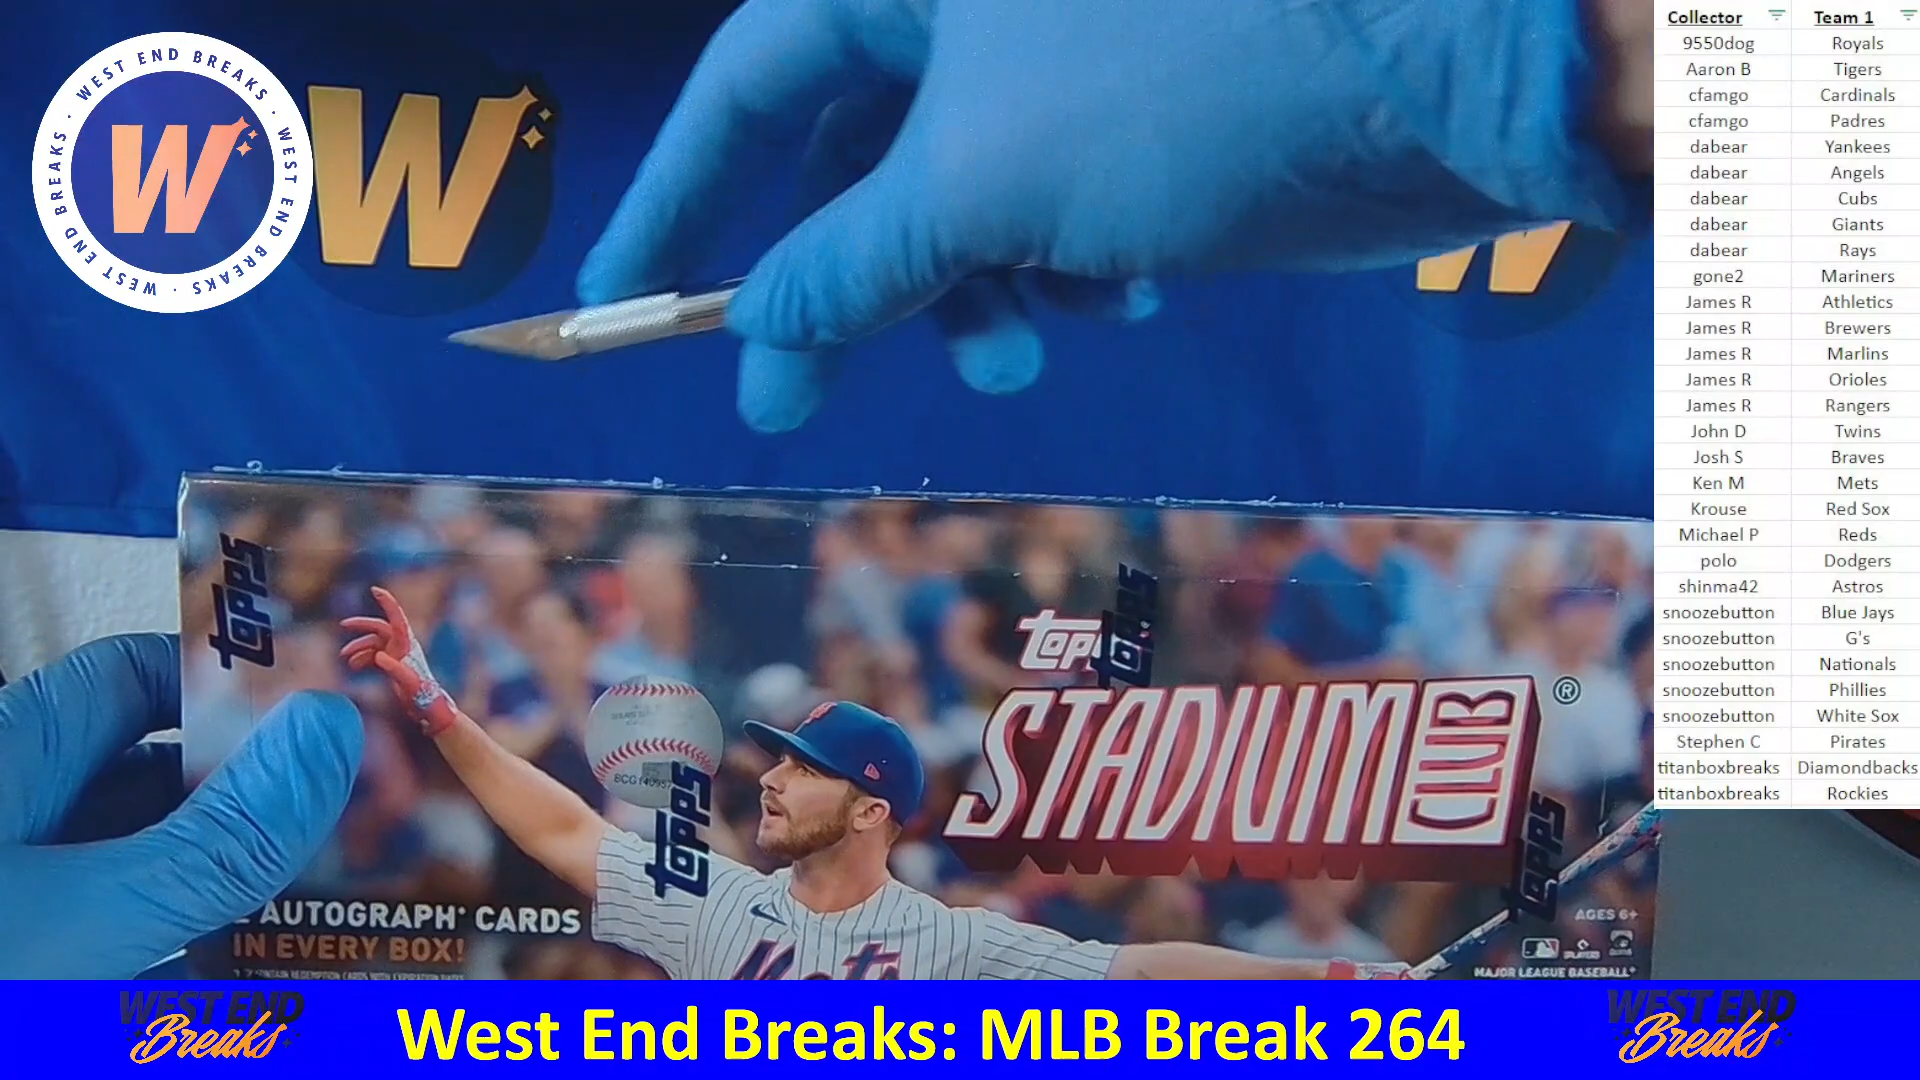 WEST END BREAKS · WEST END BREAKS · WEST END BREAKS ·
W
W
W
Collector Team 1
9550dog Royals
Aaron B Tigers
cfamgo Cardinals
cfamgo Padres
dabear Yankees
dabear Angels
dabear Cubs
dabear Giants
dabear Rays
gone2 Mariners
James R Athletics
James R Brewers
James R Marlins
James R Orioles
James R Rangers
John D Twins
Josh S Braves
Ken M Mets
Krouse Red Sox
Michael P Reds
polo Dodgers
shinma42 Astros
snoozebutton Blue Jays
snoozebutton G's
snoozebutton Nationals
snoozebutton Phillies
snoozebutton White Sox
Stephen C Pirates
titanboxbreaks Diamondbacks
titanboxbreaks Rockies
topps
topps
topps
STADIUM CLUB ®
topps
topps
AUTOGRAPH* CARDS
IN EVERY BOX!
Mets
AGES 6+
MAJOR LEAGUE BASEBALL
WEST END
Breaks
West End Breaks: MLB Break 264
WEST END
Breaks